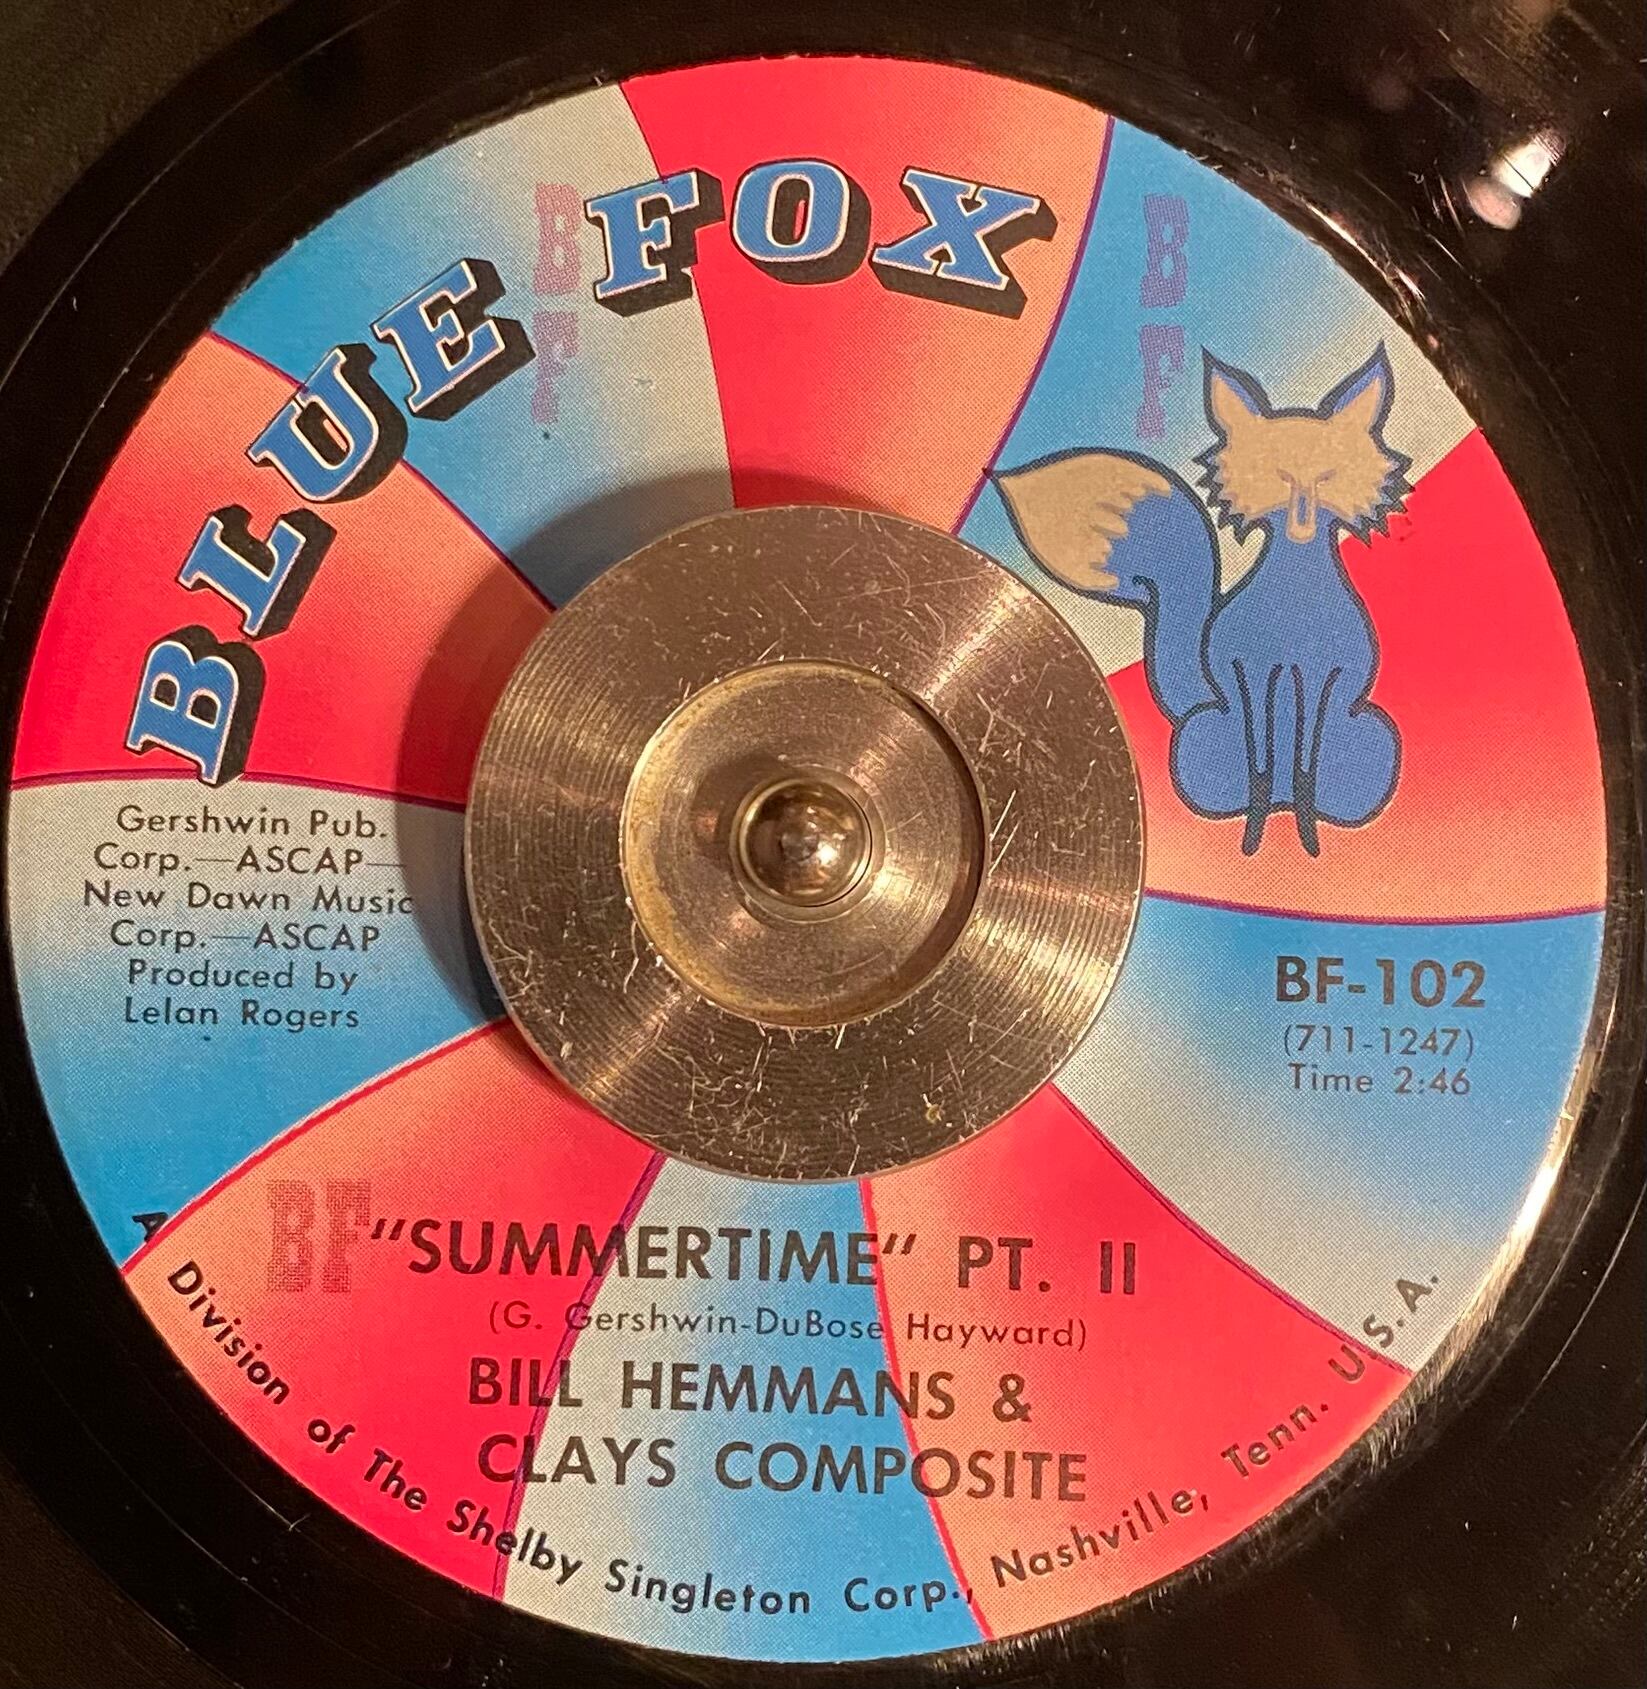 BLUE FOX
BF
BF
Gershwin Pub.
Corp.—ASCAP—
New Dawn Music
Corp.—ASCAP
Produced by
Lelan Rogers
BF-102
(711-1247)
Time 2:46
BF
"SUMMERTIME" PT. II
(G. Gershwin-DuBose Hayward)
BILL HEMMANS &
CLAYS COMPOSITE
A Division of The Shelby Singleton Corp., Nashville, Tenn. U.S.A.